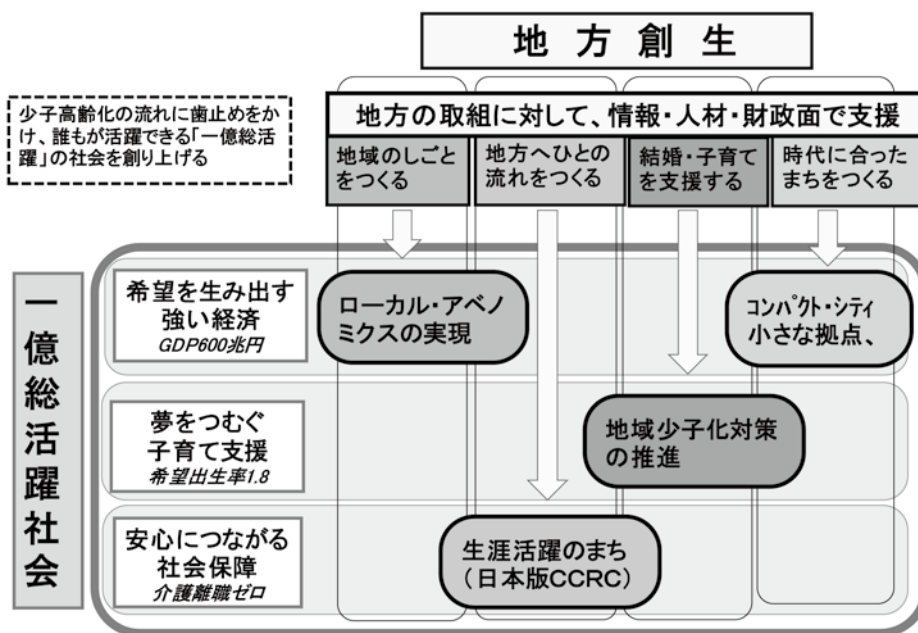 地方創生
少子高齢化の流れに歯止めをか
け、誰もが活躍できる「一億総活
躍」の社会を創り上げる
地方の取組に対して、情報・人材・財政面で支援
地域のしごと
をつくる
地方へひとの
流れをつくる
結婚・子育て
を支援する
時代に合った
まちをつくる
一億総活躍社会
希望を生み出す
強い経済
GDP600兆円
ローカル・アベノ
ミクスの実現
コンパクト・シティ
小さな拠点、
夢をつむぐ
子育て支援
希望出生率1.8
地域少子化対策
の推進
安心につながる
社会保障
介護離職ゼロ
生涯活躍のまち
(日本版CCRC)